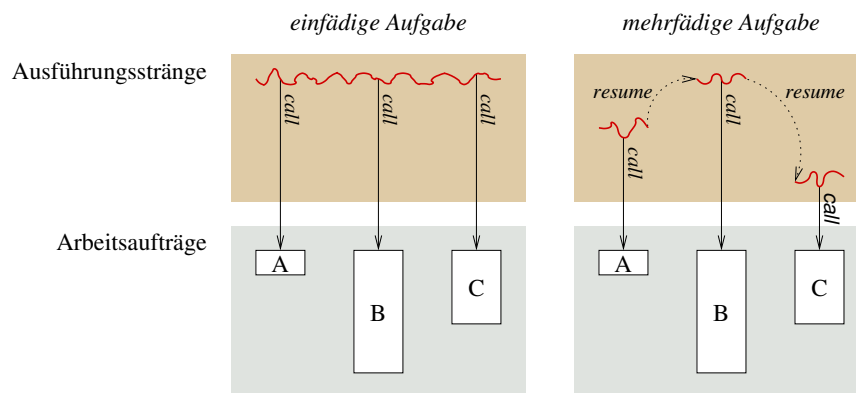 einfädige Aufgabe
mehrfädige Aufgabe
Ausführungsstränge
call
call
call
resume
resume
call
call
call
Arbeitsaufträge
A
B
C
A
B
C